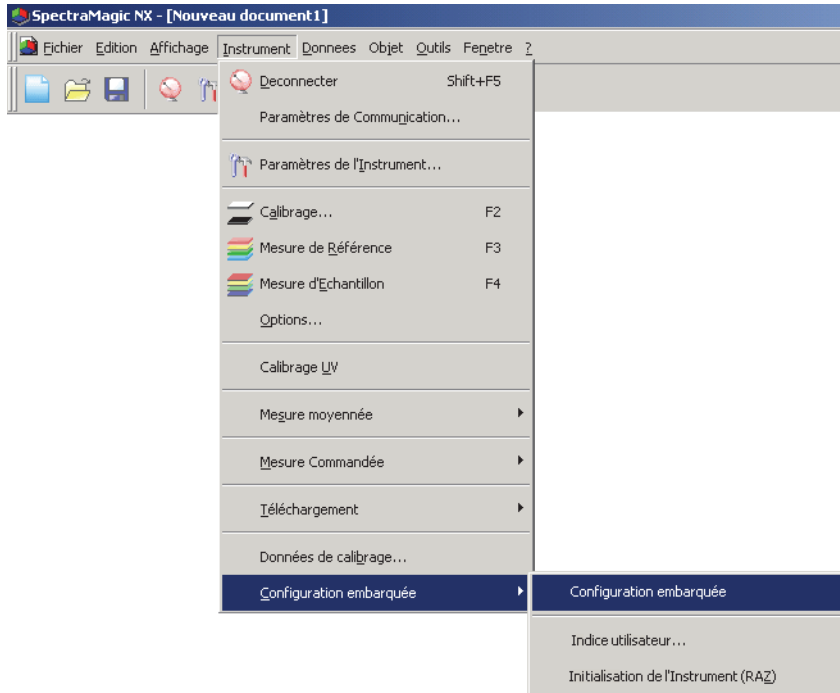 SpectraMagic NX - [Nouveau document1]
Fichier Edition Affichage Instrument Donnees Objet Outils Fenetre ?
Deconnecter Shift+F5
Paramètres de Communication...
Paramètres de l'Instrument...
Calibrage... F2
Mesure de Référence F3
Mesure d'Echantillon F4
Options...
Calibrage UV
Mesure moyennée
Mesure Commandée
Téléchargement
Données de calibrage...
Configuration embarquée
Configuration embarquée
Indice utilisateur...
Initialisation de l'Instrument (RAZ)